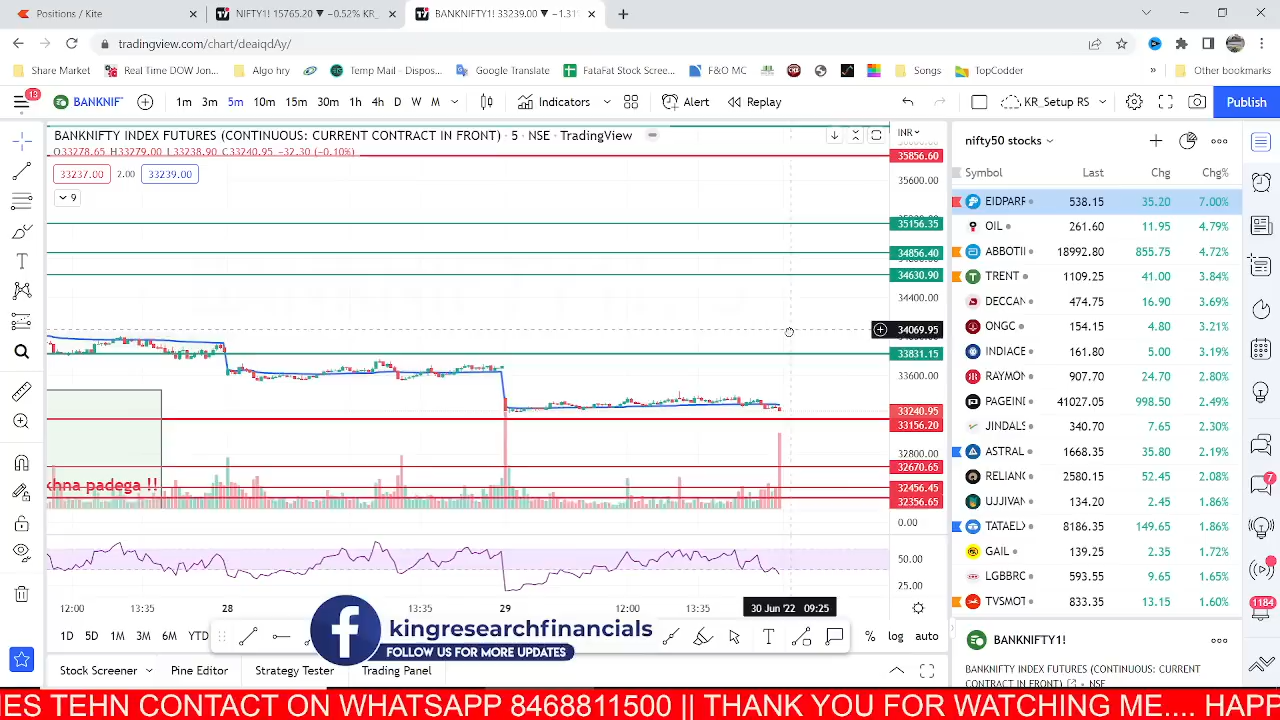 Positions / Kite
NIFTY1! 15765.20 ▼ −0.52% KR_
BANKNIFTY1! 33239.00 ▼ −1.31%
tradingview.com/chart/deaiqdAy/
Share Market
Real Time DOW Jon...
Algo hry
Temp Mail - Dispos...
Google Translate
FataFat Stock Scree...
F&O MC
Songs
TopCoder
»
Other bookmarks
13
BANKNIF
1m 3m 5m 10m 15m 30m 1h 4h D W M
Indicators
Alert
Replay
KR_Setup RS
Publish
BANKNIFTY INDEX FUTURES (CONTINUOUS: CURRENT CONTRACT IN FRONT) · 5 · NSE · TradingView
O33278.65 H33279.00 L33238.90 C33240.95 −32.30 (−0.10%)
33237.00 2.00 33239.00
9
INR
35856.60
35600.00
35156.35
34856.40
34630.90
34400.00
34069.95
33831.15
33600.00
33240.95
33156.20
32800.00
32670.65
32456.45
32356.65
0.00
50.00
25.00
khna padega !!
12:00 13:35 28 13:35 29 12:00 13:35 30 Jun '22 09:25
1D 5D 1M 3M 6M YTD
% log auto
kingresearchfinancials
FOLLOW US FOR MORE UPDATES
Stock Screener Pine Editor Strategy Tester Trading Panel
nifty50 stocks
Symbol Last Chg Chg%
EIDPARR 538.15 35.20 7.00%
OIL 261.60 11.95 4.79%
ABBOTII 18992.80 855.75 4.72%
TRENT 1109.25 41.00 3.84%
DECCAN 474.75 16.90 3.69%
ONGC 154.15 4.80 3.21%
INDIACE 161.80 5.00 3.19%
RAYMON 907.70 24.70 2.80%
PAGEIND 41027.05 998.50 2.49%
JINDALS 340.70 7.65 2.30%
ASTRAL 1668.35 35.80 2.19%
RELIANC 2580.15 52.45 2.08%
UJJIVAN 134.20 2.45 1.86%
TATAELX 8186.35 149.65 1.86%
GAIL 139.25 2.35 1.72%
LGBBRC 593.55 9.65 1.65%
TVSMOT 833.35 13.15 1.60%
7
1184
BANKNIFTY1!
BANKNIFTY INDEX FUTURES (CONTINUOUS: CURRENT
CONTRACT IN FRONT) NSE
IES TEHN CONTACT ON WHATSAPP 8468811500 || THANK YOU FOR WATCHING ME.... HAPP